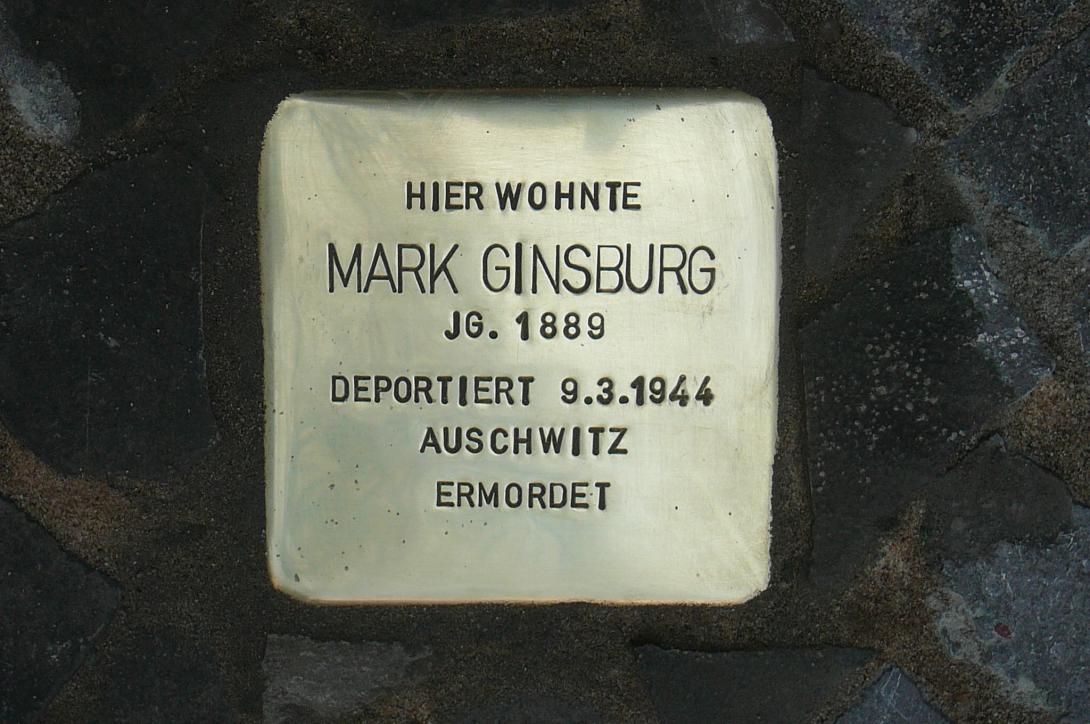 HIER WOHNTE
MARK GINSBURG
JG. 1889
DEPORTIERT 9.3.1944
AUSCHWITZ
ERMORDET